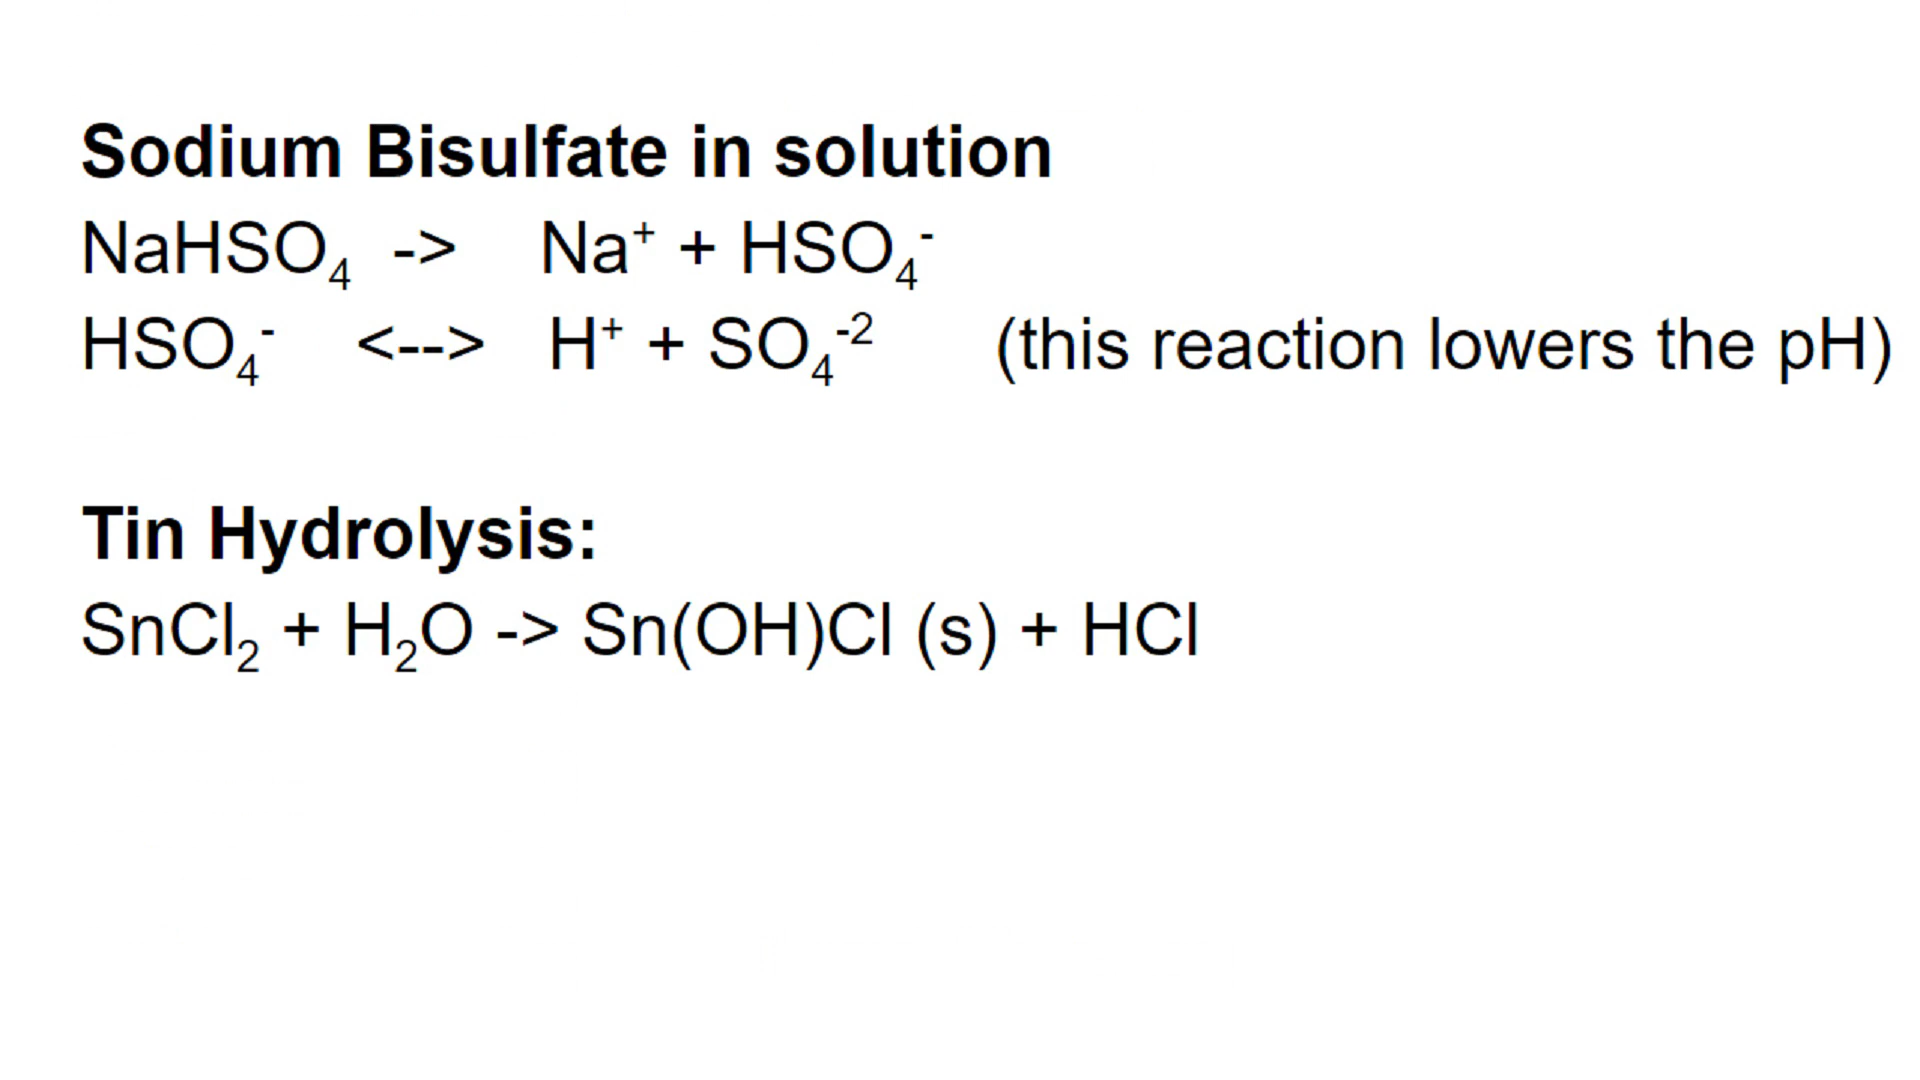 Sodium Bisulfate in solution
NaHSO₄ -> Na⁺ + HSO₄⁻
HSO₄⁻ <--> H⁺ + SO₄⁻² (this reaction lowers the pH)
Tin Hydrolysis:
SnCl₂ + H₂O -> Sn(OH)Cl (s) + HCl